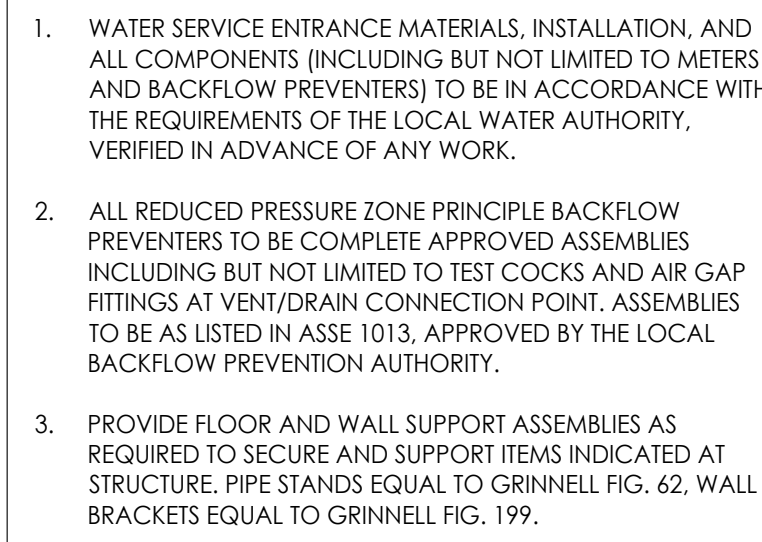 1. WATER SERVICE ENTRANCE MATERIALS, INSTALLATION, AND
ALL COMPONENTS (INCLUDING BUT NOT LIMITED TO METERS
AND BACKFLOW PREVENTERS) TO BE IN ACCORDANCE WITH
THE REQUIREMENTS OF THE LOCAL WATER AUTHORITY,
VERIFIED IN ADVANCE OF ANY WORK.
2. ALL REDUCED PRESSURE ZONE PRINCIPLE BACKFLOW
PREVENTERS TO BE COMPLETE APPROVED ASSEMBLIES
INCLUDING BUT NOT LIMITED TO TEST COCKS AND AIR GAP
FITTINGS AT VENT/DRAIN CONNECTION POINT. ASSEMBLIES
TO BE AS LISTED IN ASSE 1013, APPROVED BY THE LOCAL
BACKFLOW PREVENTION AUTHORITY.
3. PROVIDE FLOOR AND WALL SUPPORT ASSEMBLIES AS
REQUIRED TO SECURE AND SUPPORT ITEMS INDICATED AT
STRUCTURE. PIPE STANDS EQUAL TO GRINNELL FIG. 62, WALL
BRACKETS EQUAL TO GRINNELL FIG. 199.